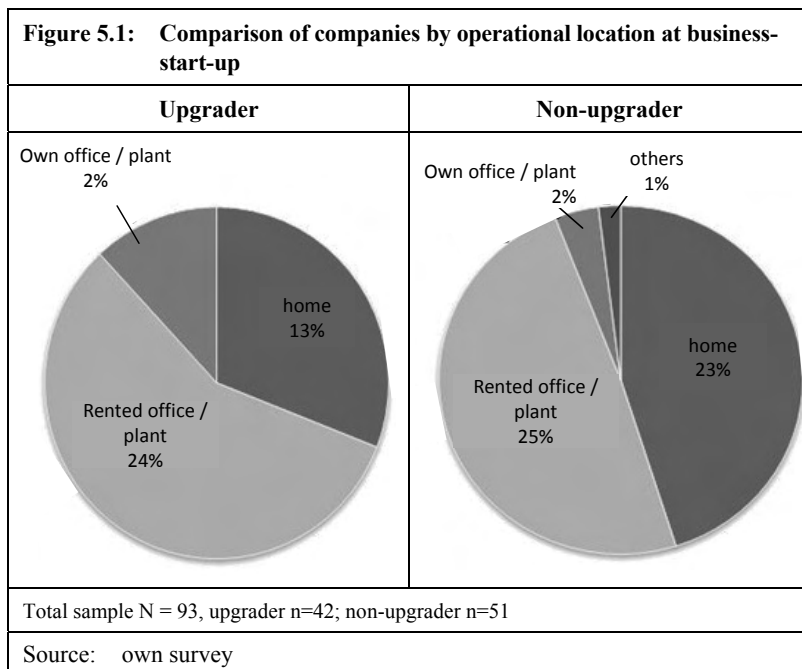 Figure 5.1: Comparison of companies by operational location at business-
start-up
Upgrader
Non-upgrader
Own office / plant
2%
home
13%
Rented office /
plant
24%
Own office / plant
2%
others
1%
home
23%
Rented office /
plant
25%
Total sample N = 93, upgrader n=42; non-upgrader n=51
Source: own survey